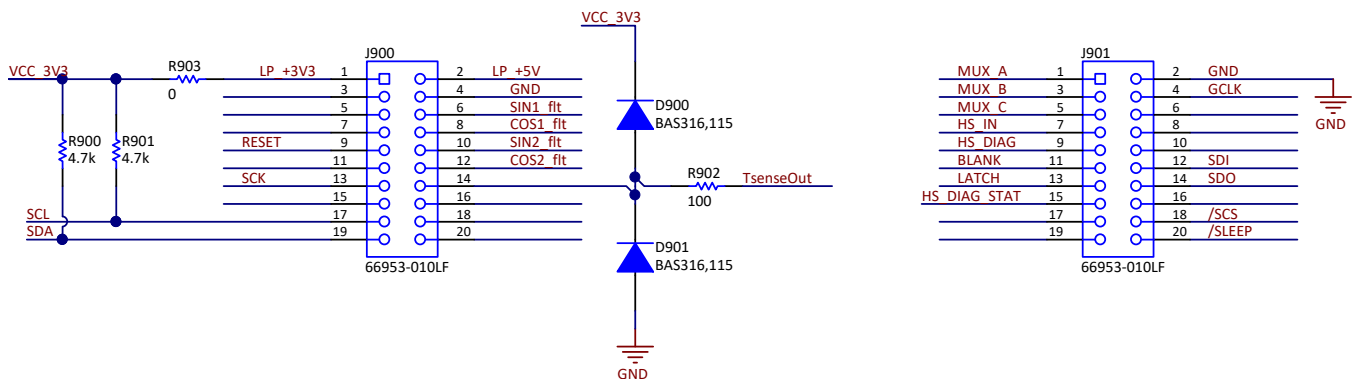 VCC_3V3
J900
J901
R903
VCC_3V3
LP_+3V3
1
2
LP_+5V
MUX_A
1
2
GND
0
3
4
GND
MUX_B
3
4
GCLK
D900
5
6
SIN1_flt
MUX_C
5
6
BAS316,115
GND
7
8
COS1_flt
HS_IN
7
8
R900
R901
RESET
9
10
SIN2_flt
HS_DIAG
9
10
4.7k
4.7k
11
12
COS2_flt
BLANK
11
12
SDI
R902
SCK
13
14
TsenseOut
LATCH
13
14
SDO
100
15
16
HS_DIAG_STAT
15
16
SCL
17
18
17
18
/SCS
SDA
19
20
19
20
/SLEEP
D901
BAS316,115
66953-010LF
66953-010LF
GND